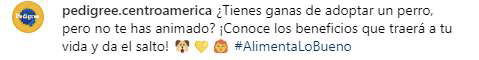 Pedigree
pedigree.centroamerica ¿Tienes ganas de adoptar un perro,
pero no te has animado? ¡Conoce los beneficios que traerá a tu
vida y da el salto! 🐶 💛 👩‍🦰 #AlimentaLoBueno